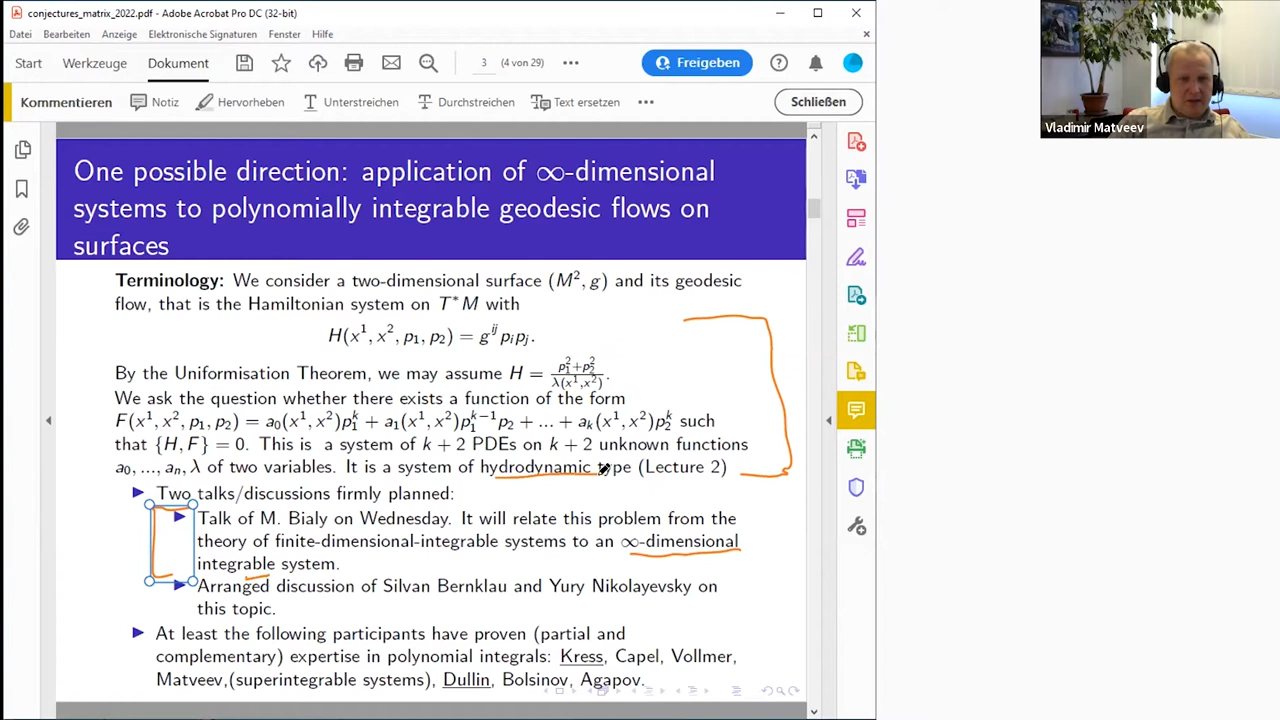 conjectures_matrix_2022.pdf - Adobe Acrobat Pro DC (32-bit)
Datei Bearbeiten Anzeige Elektronische Signaturen Fenster Hilfe
Start Werkzeuge Dokument 3 (4 von 29) Freigeben
Kommentieren Notiz Hervorheben Unterstreichen Durchstreichen Text ersetzen Schließen
Vladimir Matveev
One possible direction: application of ∞-dimensional
systems to polynomially integrable geodesic flows on
surfaces
Terminology: We consider a two-dimensional surface (M², g) and its geodesic
flow, that is the Hamiltonian system on T*M with
H(x¹, x², p₁, p₂) = gⁱʲpᵢpⱼ.
By the Uniformisation Theorem, we may assume H = (p₁²+p₂²)/λ(x¹,x²).
We ask the question whether there exists a function of the form
F(x¹, x², p₁, p₂) = a₀(x¹, x²)p₁ᵏ + a₁(x¹, x²)p₁ᵏ⁻¹p₂ + ... + aₖ(x¹, x²)p₂ᵏ such
that {H, F} = 0. This is a system of k + 2 PDEs on k + 2 unknown functions
a₀, ..., aₙ, λ of two variables. It is a system of hydrodynamic type (Lecture 2)
▶ Two talks/discussions firmly planned:
▶ Talk of M. Bialy on Wednesday. It will relate this problem from the
theory of finite-dimensional-integrable systems to an ∞-dimensional
integrable system.
▶ Arranged discussion of Silvan Bernklau and Yury Nikolayevsky on
this topic.
▶ At least the following participants have proven (partial and
complementary) expertise in polynomial integrals: Kress, Capel, Vollmer,
Matveev,(superintegrable systems), Dullin, Bolsinov, Agapov.